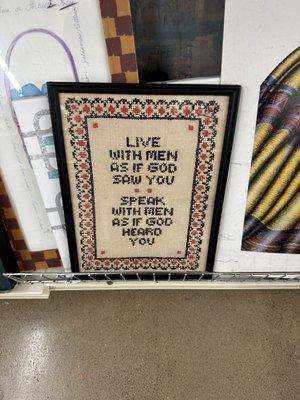 LIVE
WITH MEN
AS IF GOD
SAW YOU
SPEAK
WITH MEN
AS IF GOD
HEARD
YOU